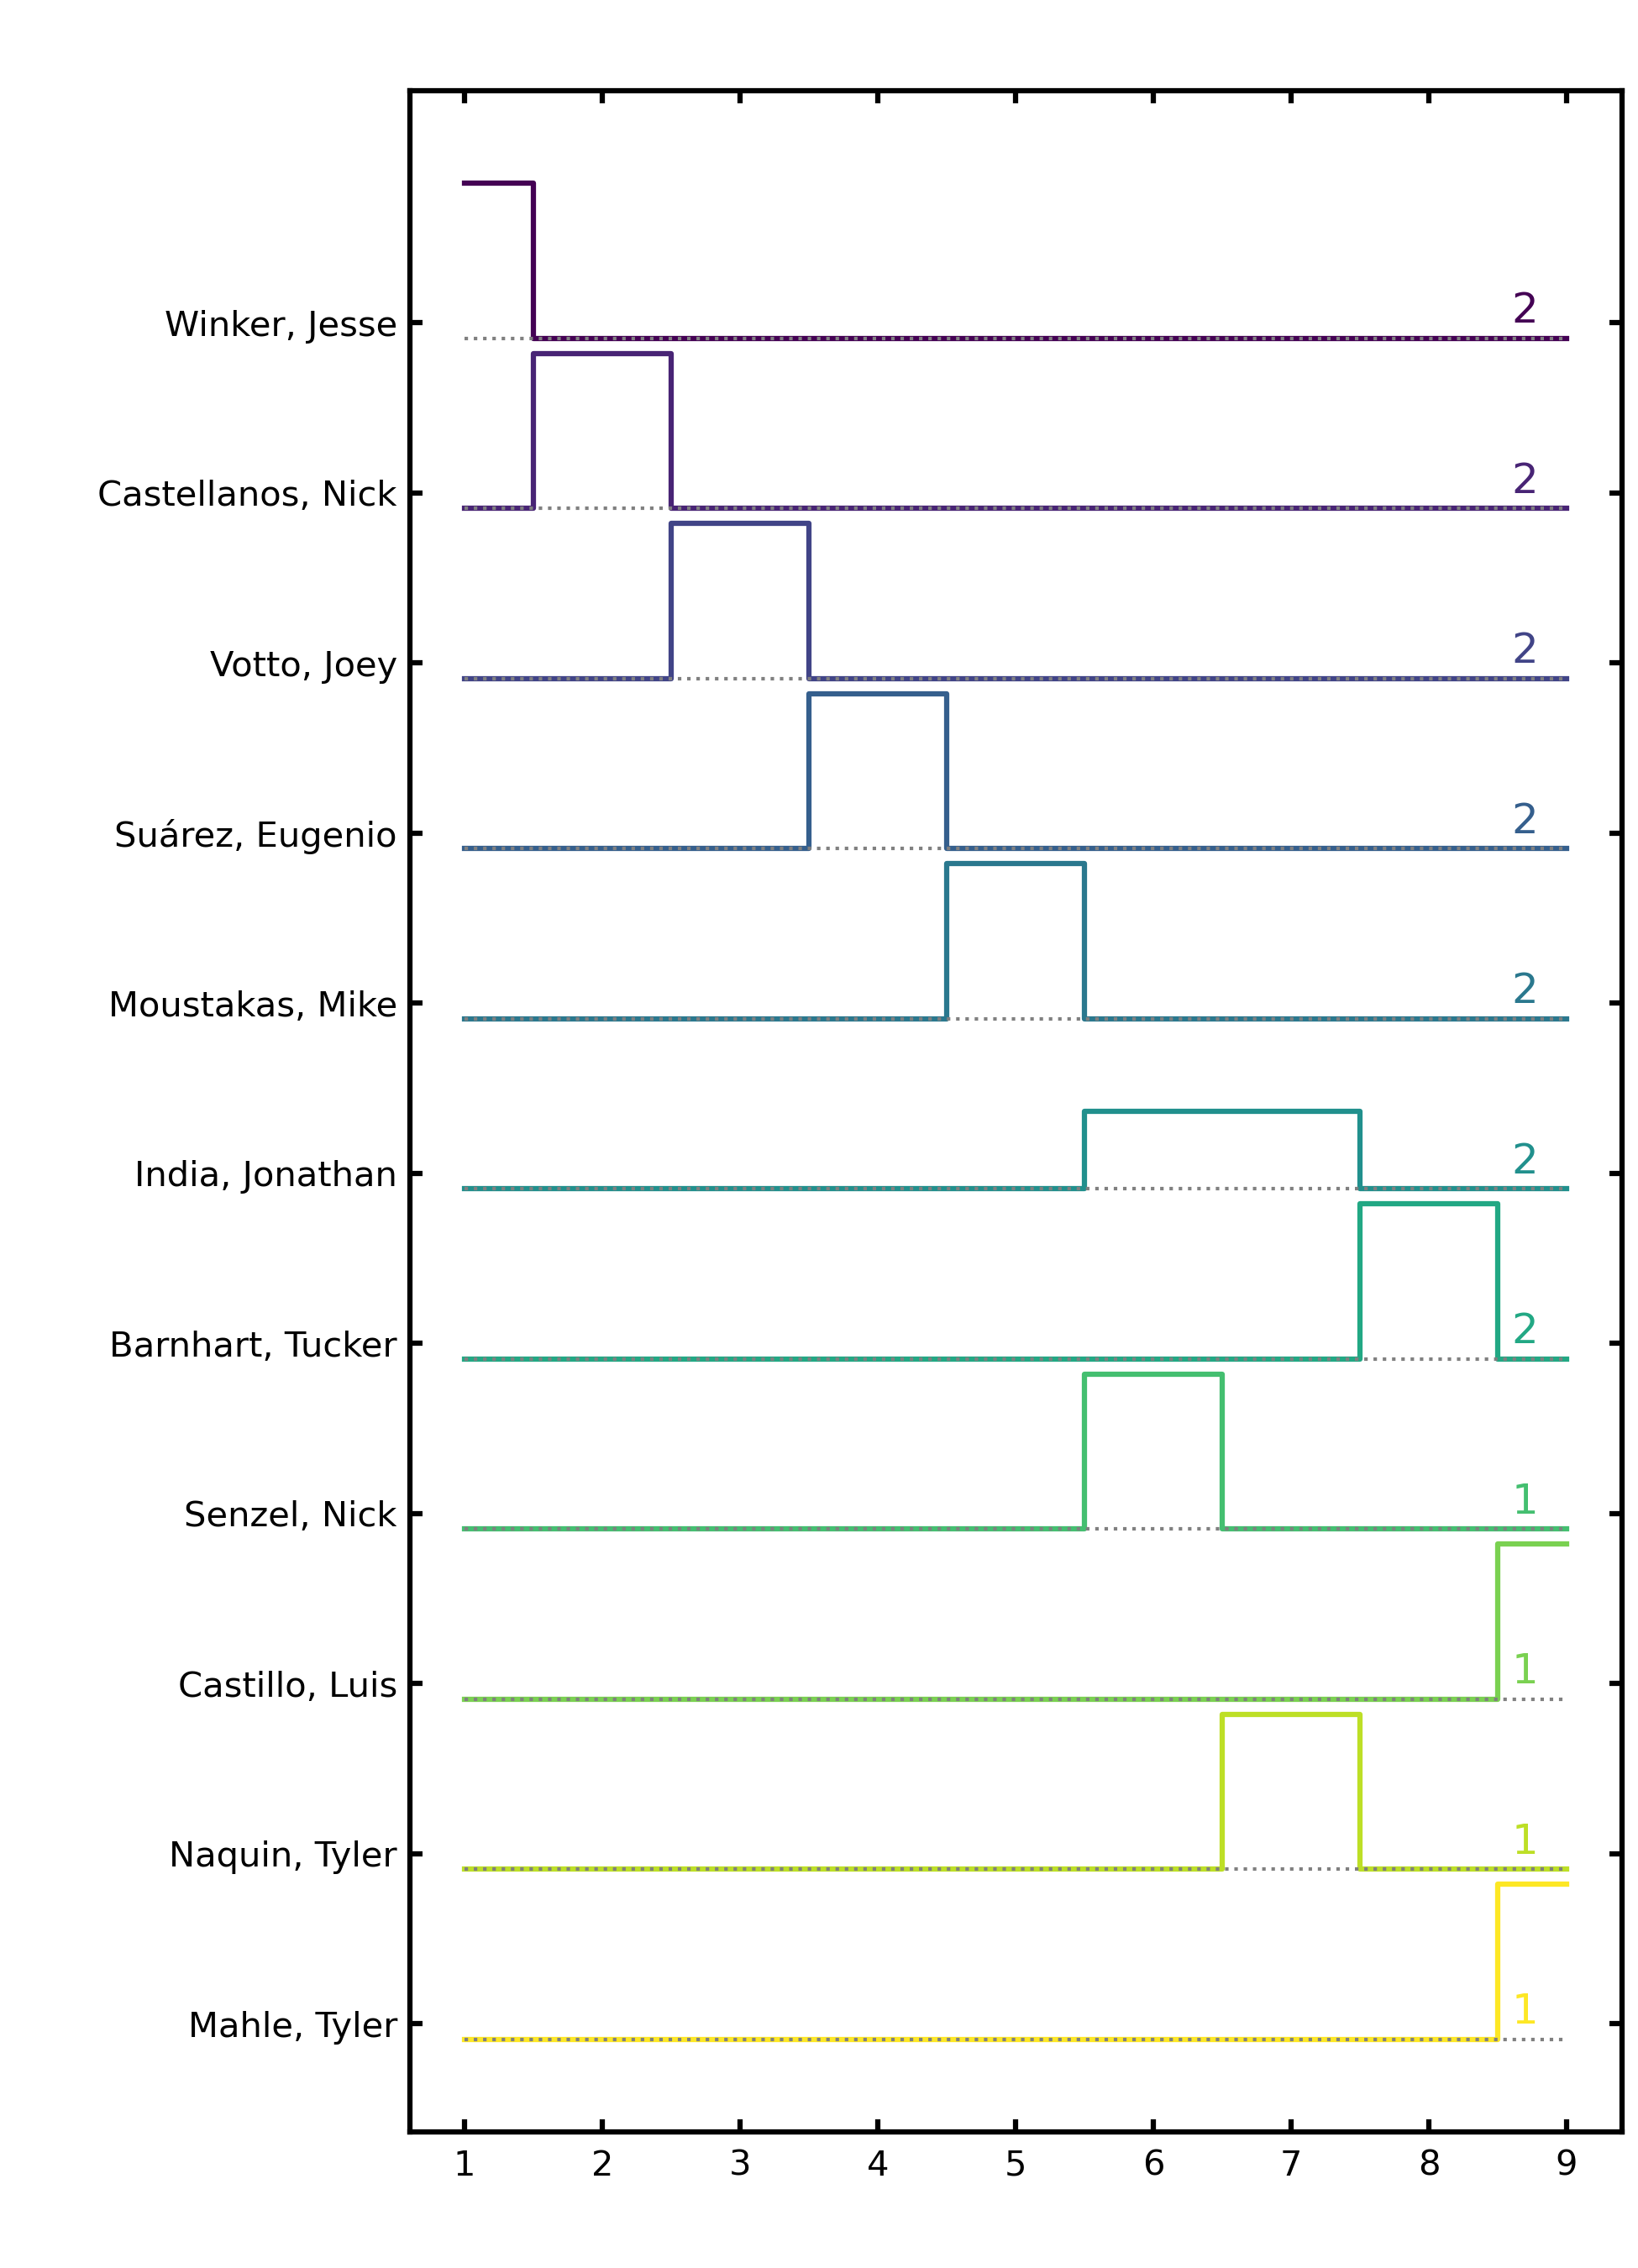 Winker, Jesse 2
Castellanos, Nick 2
Votto, Joey 2
Suárez, Eugenio 2
Moustakas, Mike 2
India, Jonathan 2
Barnhart, Tucker 2
Senzel, Nick 1
Castillo, Luis 1
Naquin, Tyler 1
Mahle, Tyler 1
1 2 3 4 5 6 7 8 9